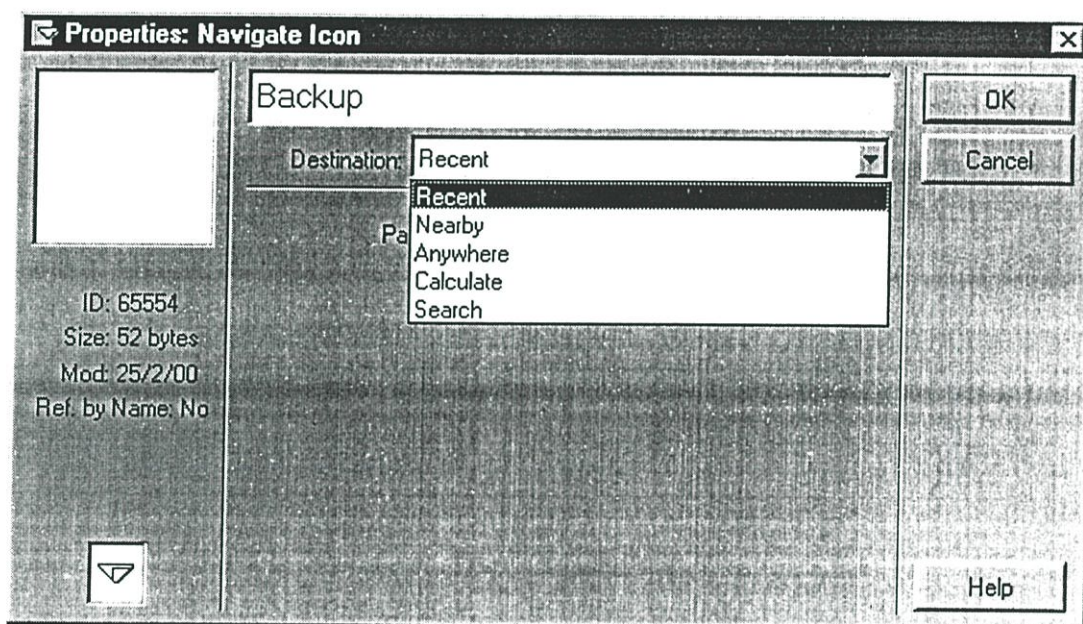 Properties: Navigate Icon
Backup
OK
Destination: Recent
Cancel
Recent
Nearby
Pa
Anywhere
Calculate
Search
ID: 65554
Size: 52 bytes
Mod: 25/2/00
Ref. by Name: No
Help